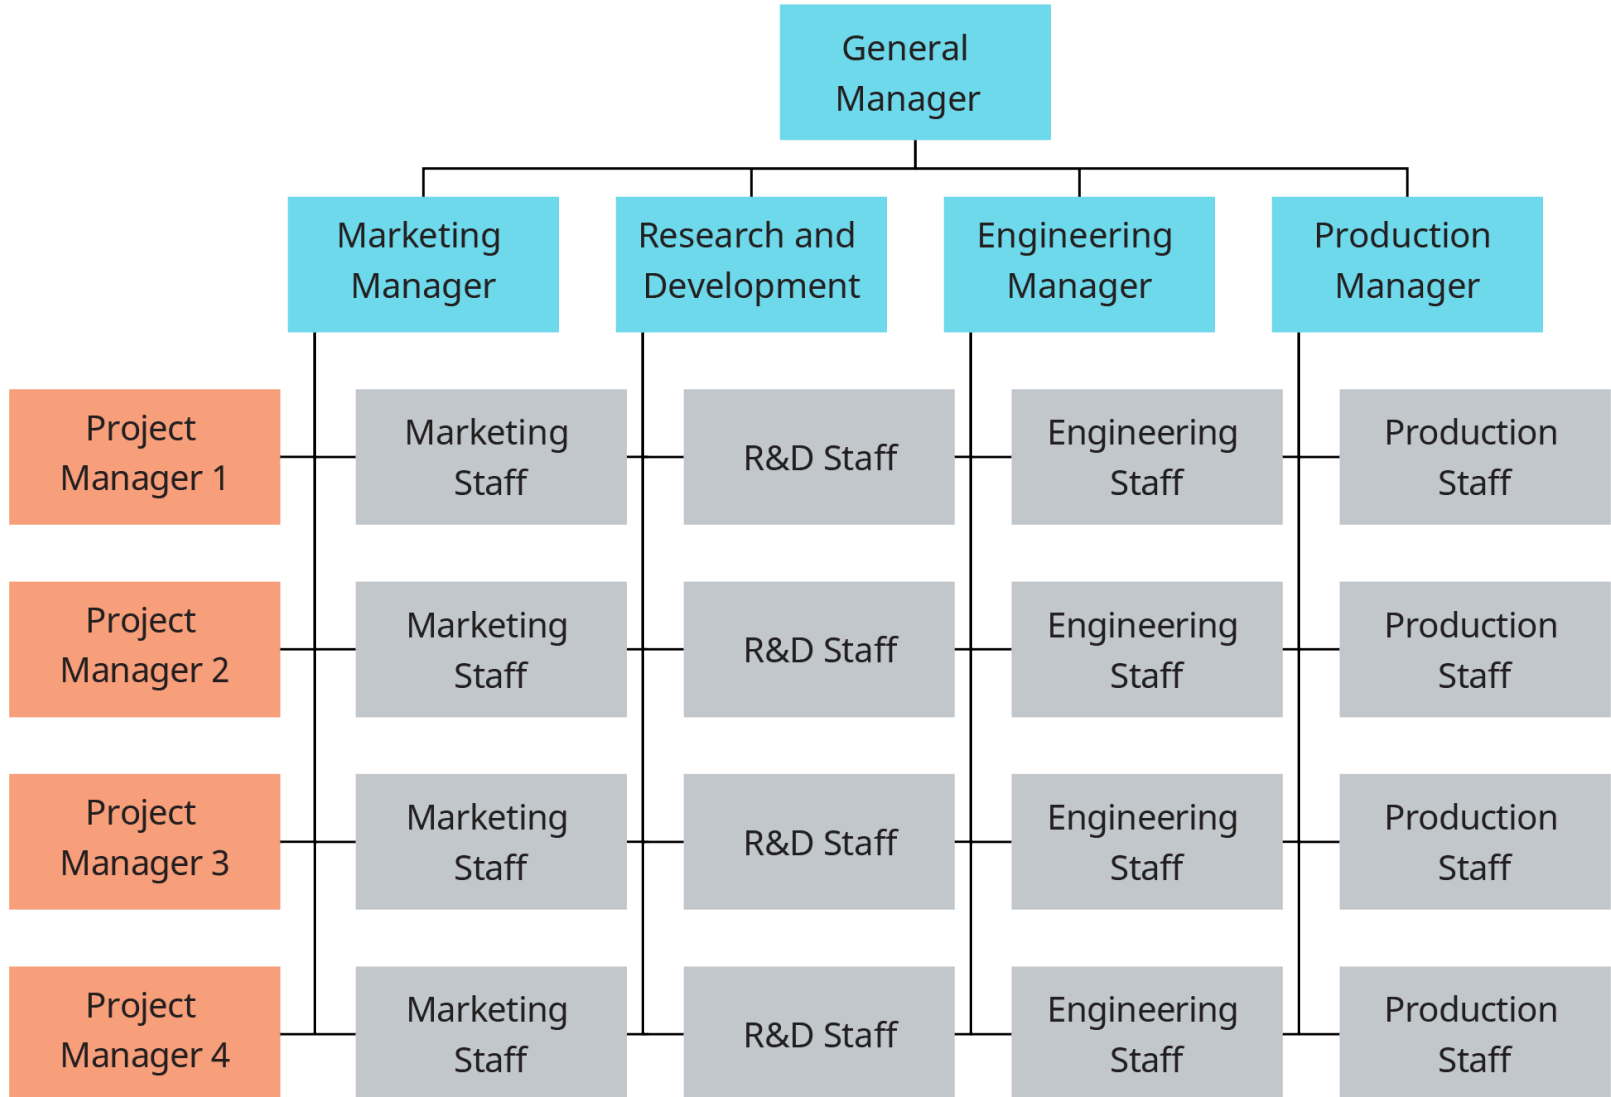 General
Manager
Marketing
Manager
Research and
Development
Engineering
Manager
Production
Manager
Project
Manager 1
Marketing
Staff
R&D Staff
Engineering
Staff
Production
Staff
Project
Manager 2
Marketing
Staff
R&D Staff
Engineering
Staff
Production
Staff
Project
Manager 3
Marketing
Staff
R&D Staff
Engineering
Staff
Production
Staff
Project
Manager 4
Marketing
Staff
R&D Staff
Engineering
Staff
Production
Staff